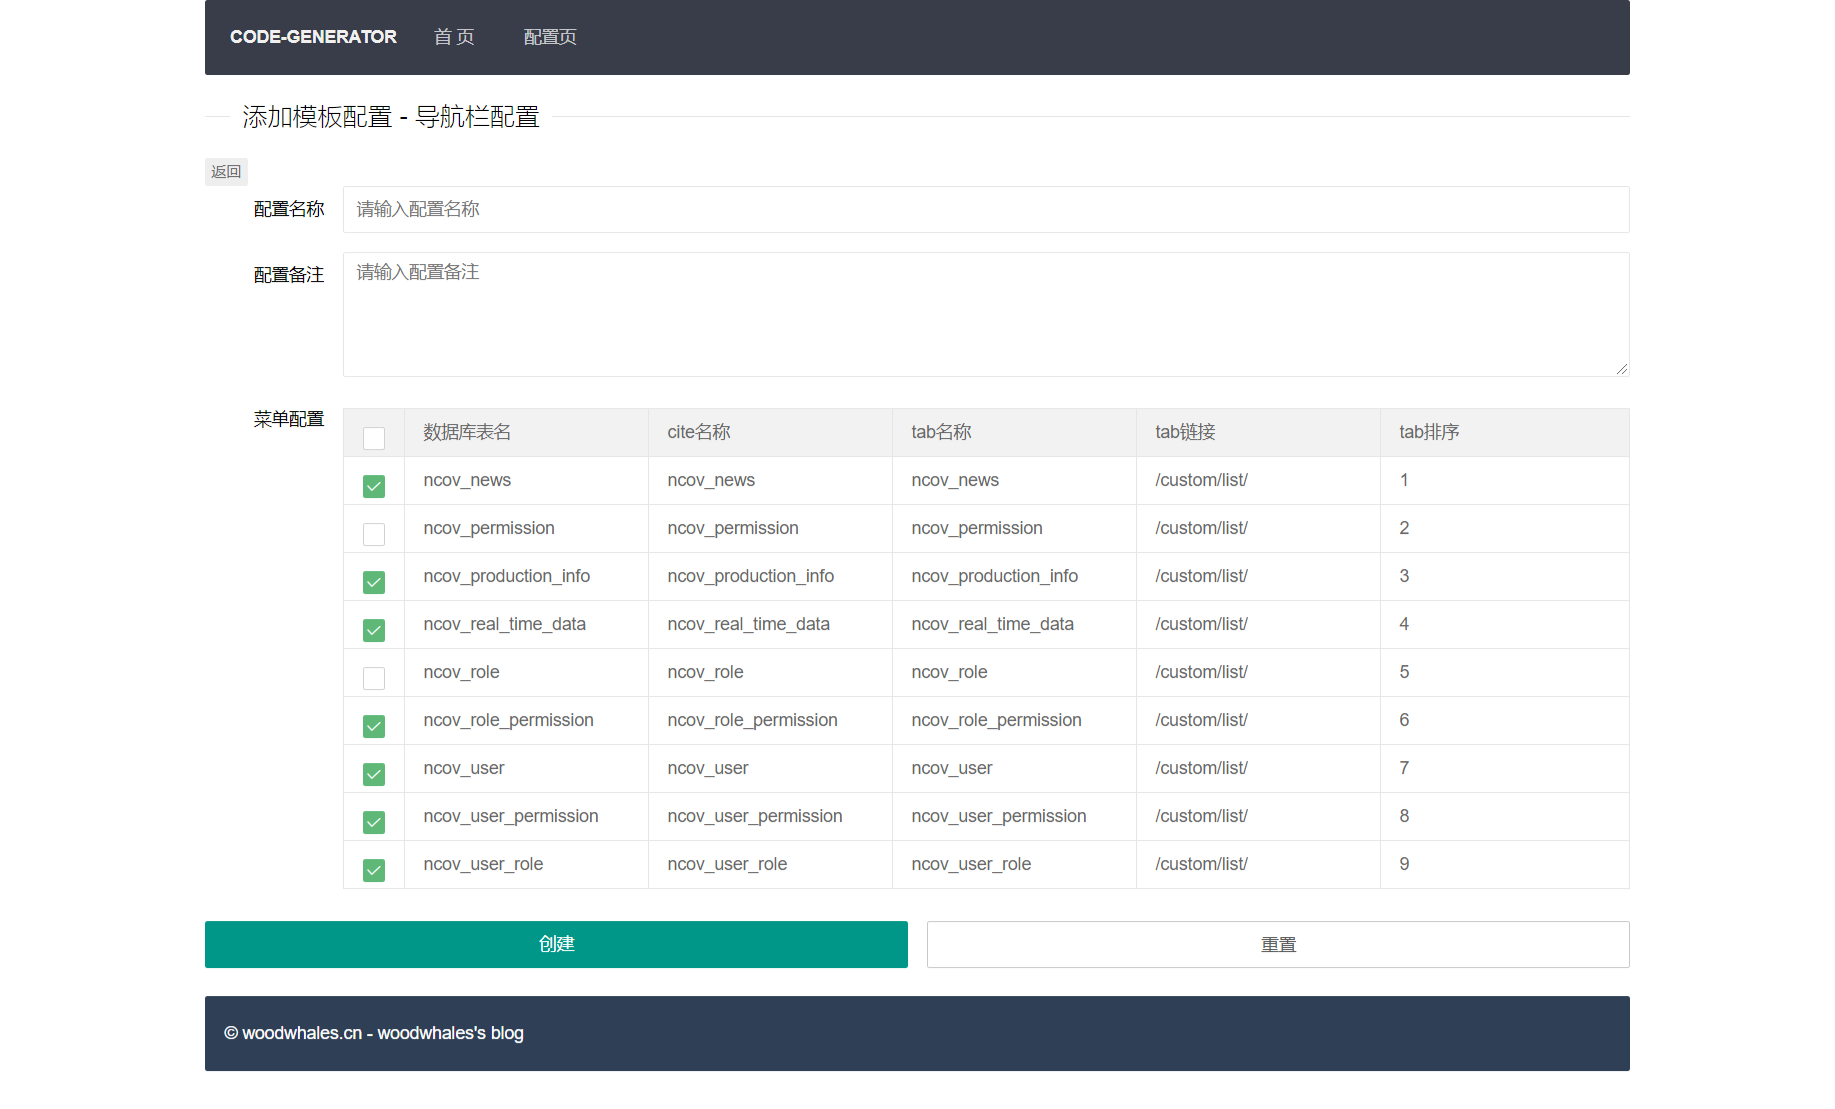 CODE-GENERATOR 首 页 配置页
添加模板配置 - 导航栏配置
返回
配置名称 请输入配置名称
配置备注 请输入配置备注
菜单配置 数据库表名 cite名称 tab名称 tab链接 tab排序
ncov_news ncov_news ncov_news /custom/list/ 1
ncov_permission ncov_permission ncov_permission /custom/list/ 2
ncov_production_info ncov_production_info ncov_production_info /custom/list/ 3
ncov_real_time_data ncov_real_time_data ncov_real_time_data /custom/list/ 4
ncov_role ncov_role ncov_role /custom/list/ 5
ncov_role_permission ncov_role_permission ncov_role_permission /custom/list/ 6
ncov_user ncov_user ncov_user /custom/list/ 7
ncov_user_permission ncov_user_permission ncov_user_permission /custom/list/ 8
ncov_user_role ncov_user_role ncov_user_role /custom/list/ 9
创建 重置
© woodwhales.cn - woodwhales's blog